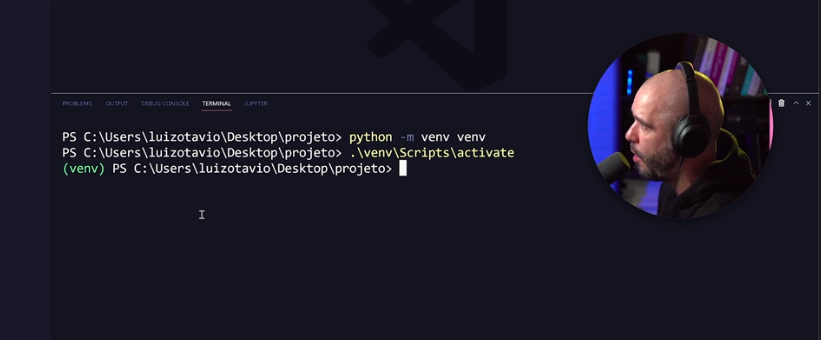 PROBLEMS OUTPUT DEBUG CONSOLE TERMINAL JUPYTER
PS C:\Users\luizotavio\Desktop\projeto> python -m venv venv
PS C:\Users\luizotavio\Desktop\projeto> .\venv\Scripts\activate
(venv) PS C:\Users\luizotavio\Desktop\projeto>